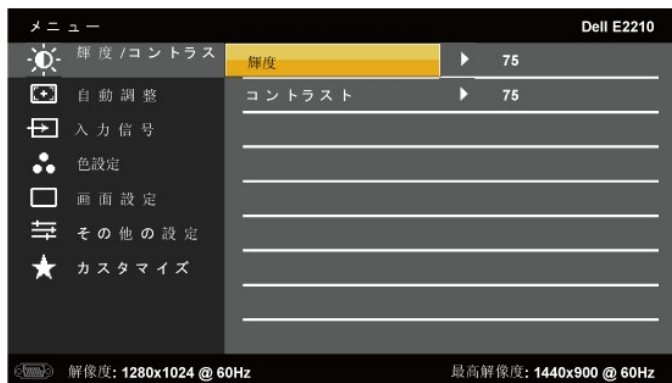 メニュー
Dell E2210
輝度/コントラス
輝度
75
自動調整
コントラスト
75
入力信号
色設定
画面設定
その他の設定
カスタマイズ
解像度: 1280x1024 @ 60Hz
最高解像度: 1440x900 @ 60Hz